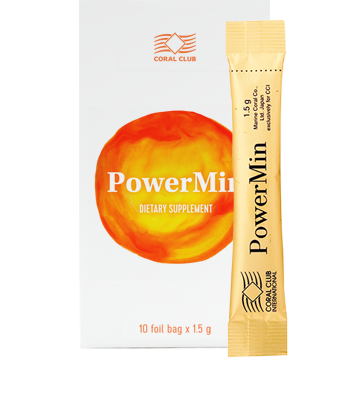 CORAL CLUB
PowerMin
DIETARY SUPPLEMENT
10 foil bag x 1.5 g
PowerMin
1.5 g
Marine Coral Co.,
Ltd. Japan
exclusively for CCI
CORAL CLUB
INTERNATIONAL